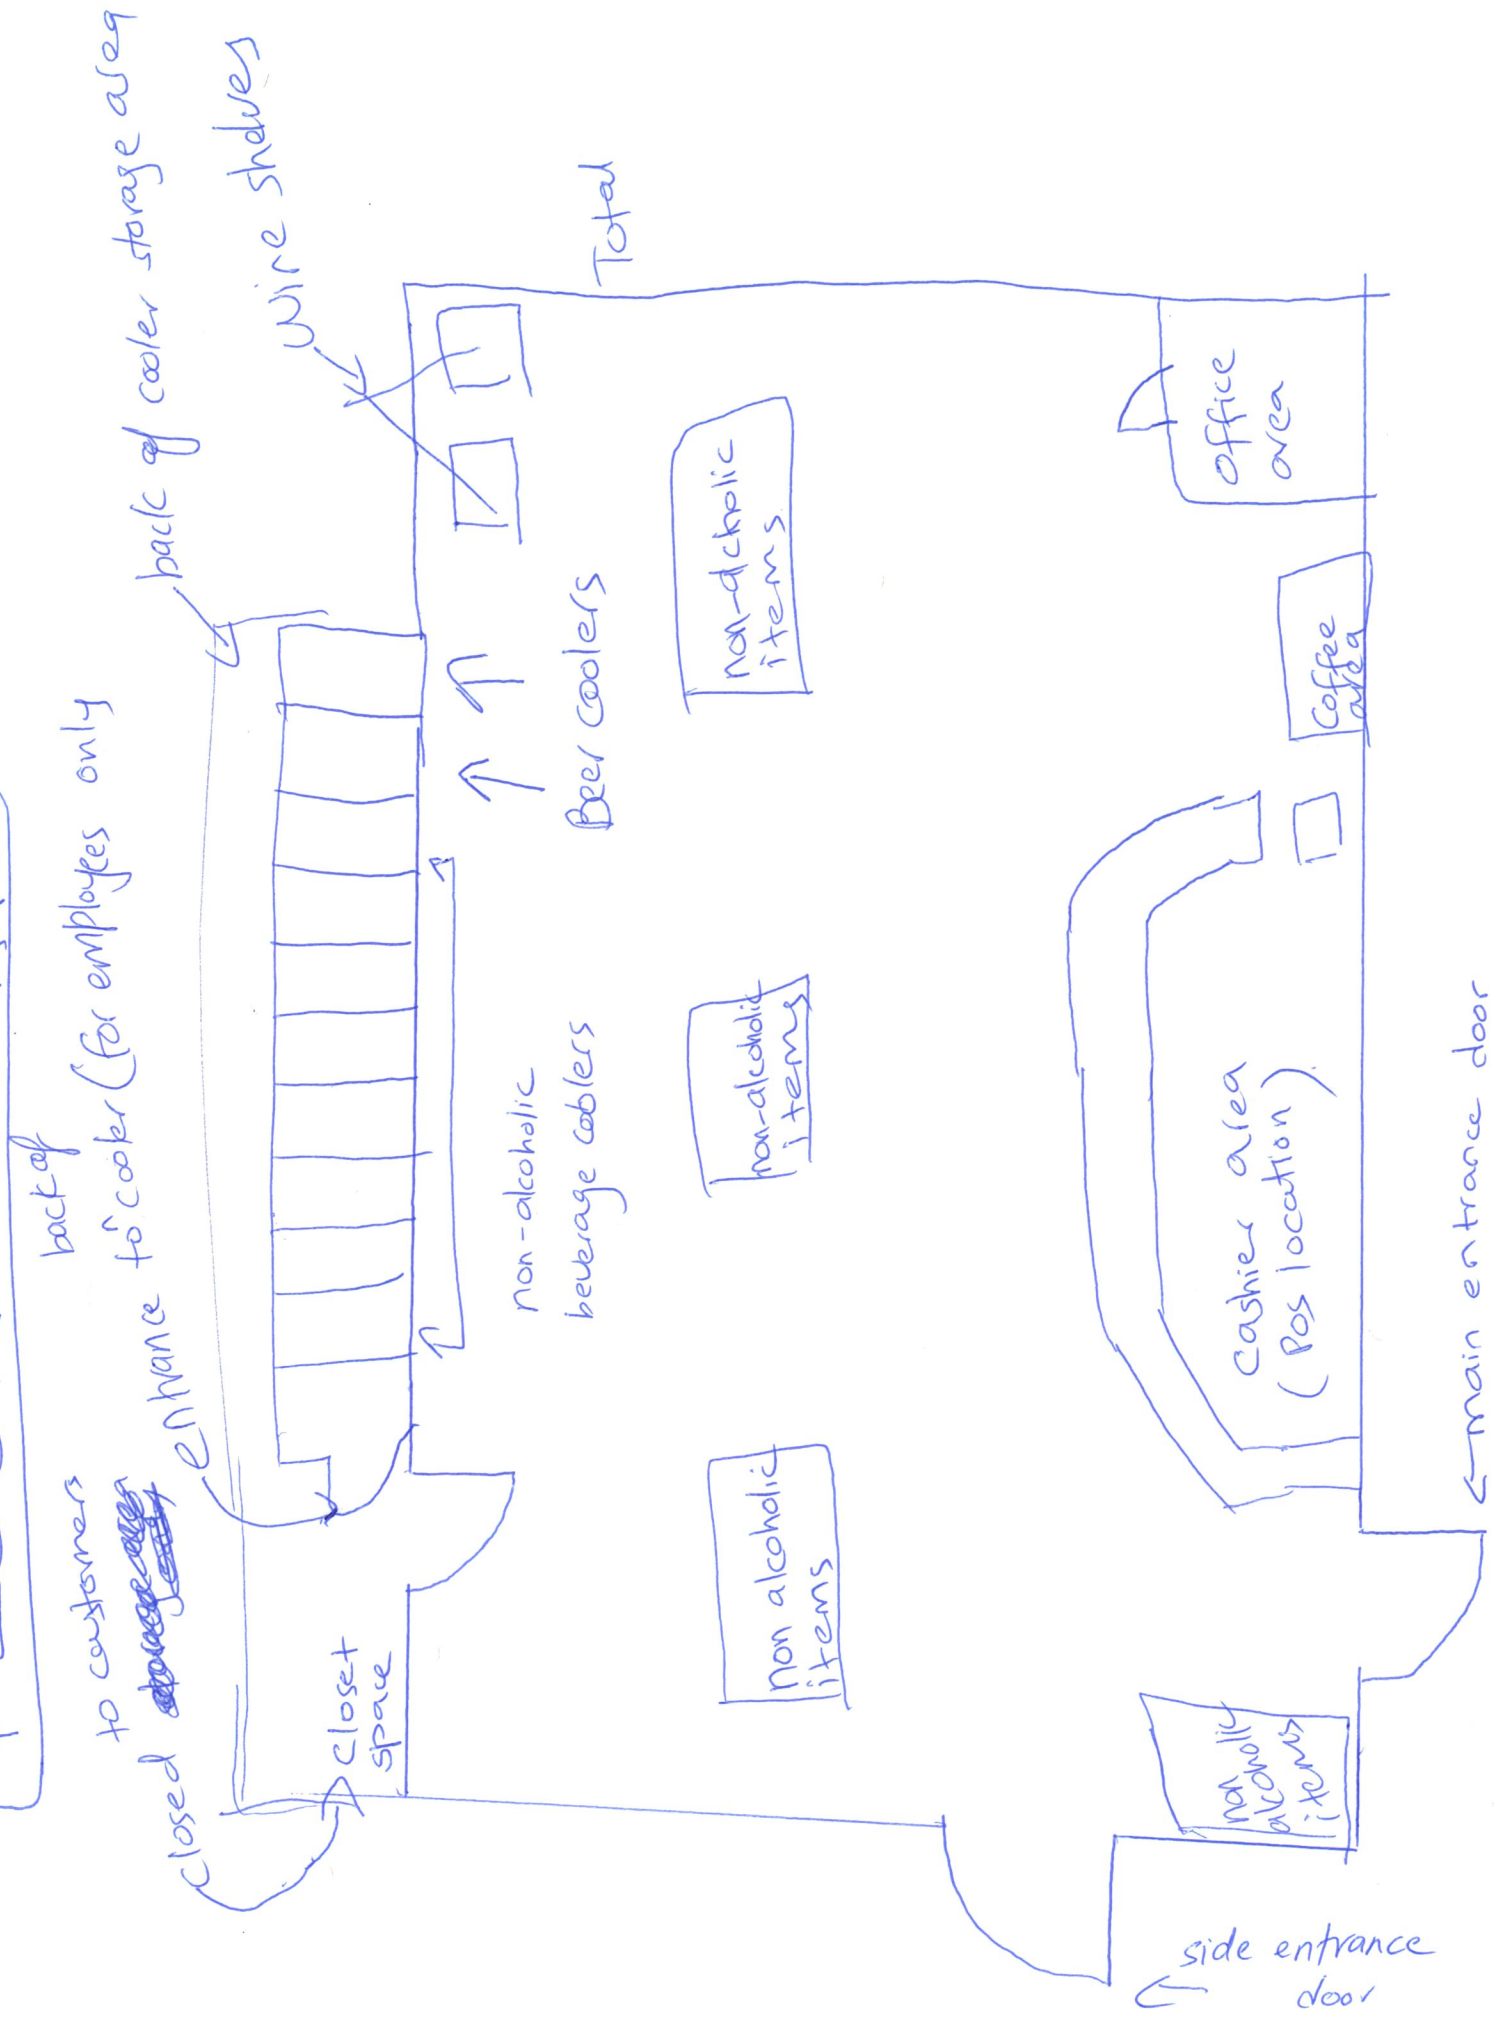 back of
entrance to cooler (for employees only
to customers
closed
back of cooler storage area
wire shelves
Total
closet
space
Beer coolers
non-alcoholic
beverage coolers
non-alcholic
items
non-alcoholic
items
non alcoholic
items
office
area
coffee
area
cashier area
(pos location)
non
alcoholic
items
main entrance door
side entrance
door